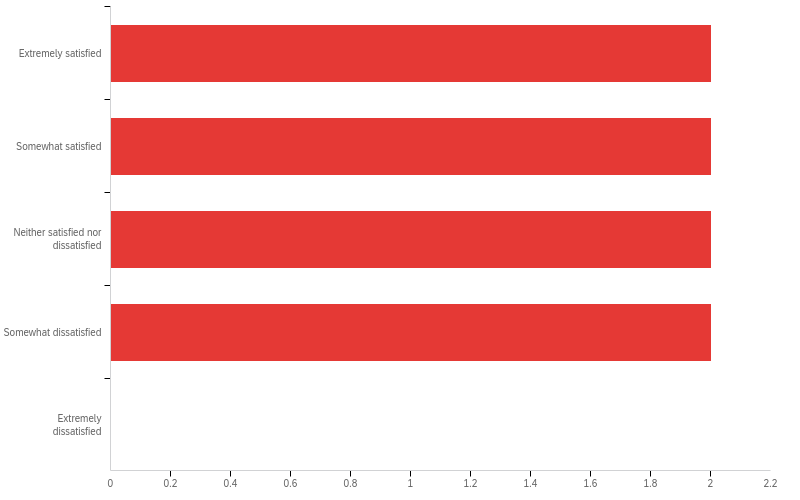 Extremely satisfied
Somewhat satisfied
Neither satisfied nor
dissatisfied
Somewhat dissatisfied
Extremely
dissatisfied
0 0.2 0.4 0.6 0.8 1 1.2 1.4 1.6 1.8 2 2.2